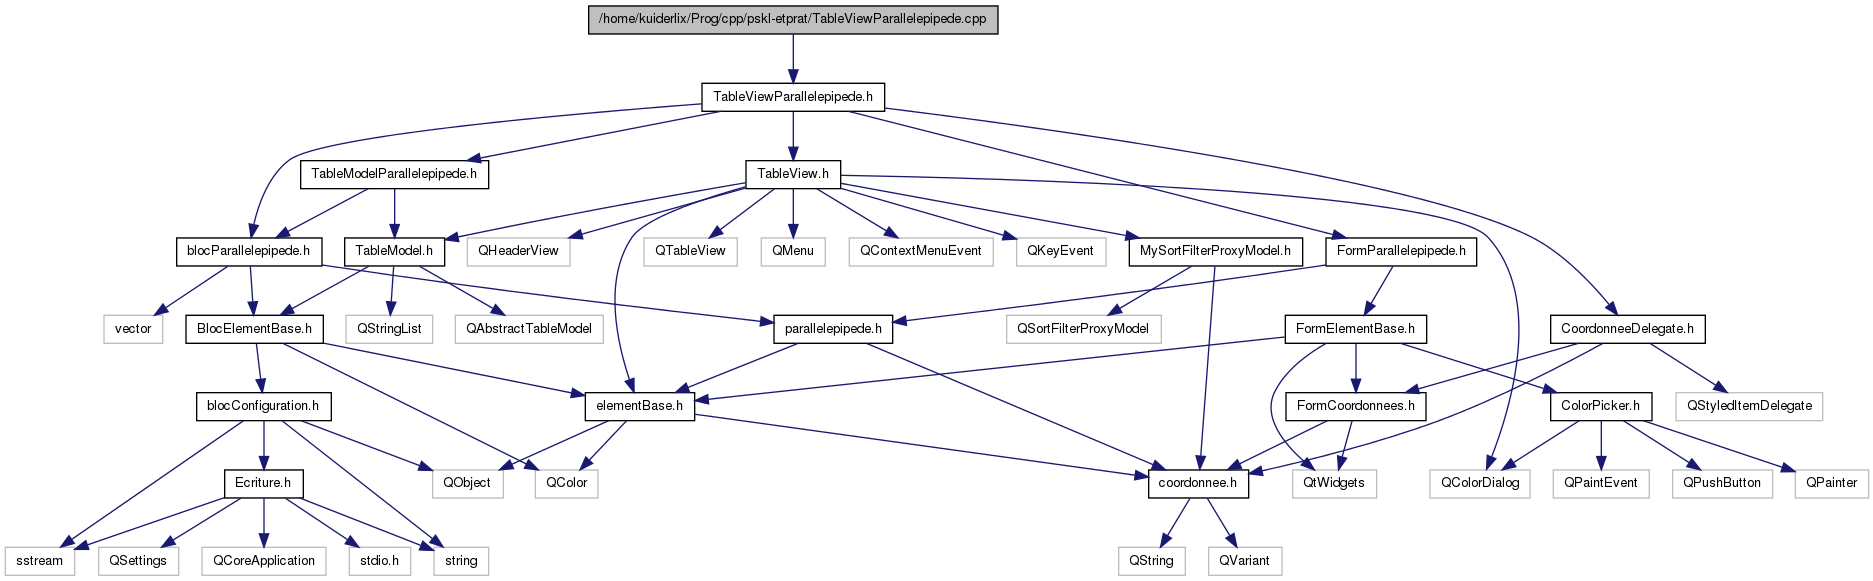 /home/kuiderlix/Prog/cpp/pskl-etprat/TableViewParallelepipede.cpp
TableViewParallelepipede.h
TableModelParallelepipede.h
TableView.h
blocParallelepipede.h
TableModel.h
QHeaderView
QTableView
QMenu
QContextMenuEvent
QKeyEvent
MySortFilterProxyModel.h
FormParallelepipede.h
vector
BlocElementBase.h
QStringList
QAbstractTableModel
parallelepipede.h
QSortFilterProxyModel
FormElementBase.h
CoordonneeDelegate.h
blocConfiguration.h
elementBase.h
FormCoordonnees.h
ColorPicker.h
QStyledItemDelegate
Ecriture.h
QObject
QColor
coordonnee.h
QtWidgets
QColorDialog
QPaintEvent
QPushButton
QPainter
sstream
QSettings
QCoreApplication
stdio.h
string
QString
QVariant